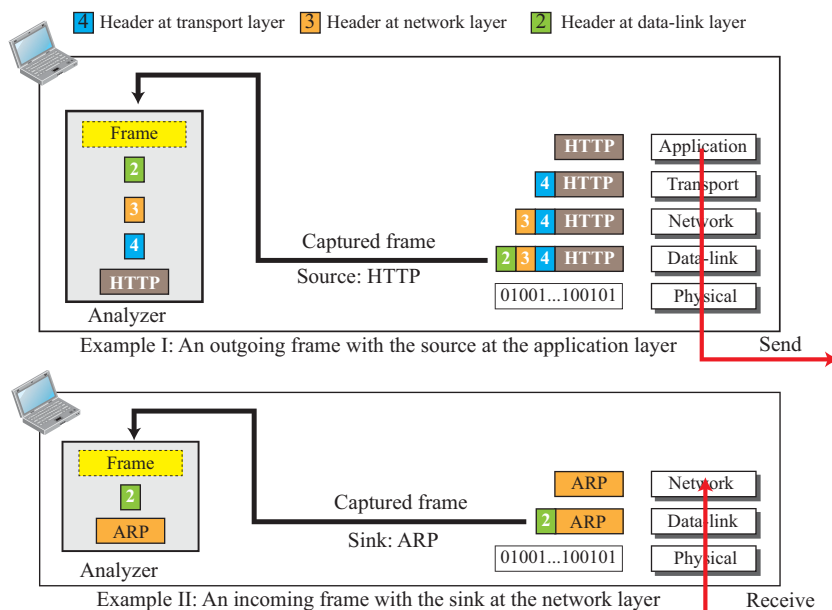 4 Header at transport layer 3 Header at network layer 2 Header at data-link layer
Frame
2
3
4
HTTP
Analyzer
Captured frame
Source: HTTP
HTTP
4 HTTP
3 4 HTTP
2 3 4 HTTP
01001...100101
Application
Transport
Network
Data-link
Physical
Example I: An outgoing frame with the source at the application layer
Send
Frame
2
ARP
Analyzer
Captured frame
Sink: ARP
ARP
2 ARP
01001...100101
Network
Data-link
Physical
Example II: An incoming frame with the sink at the network layer
Receive